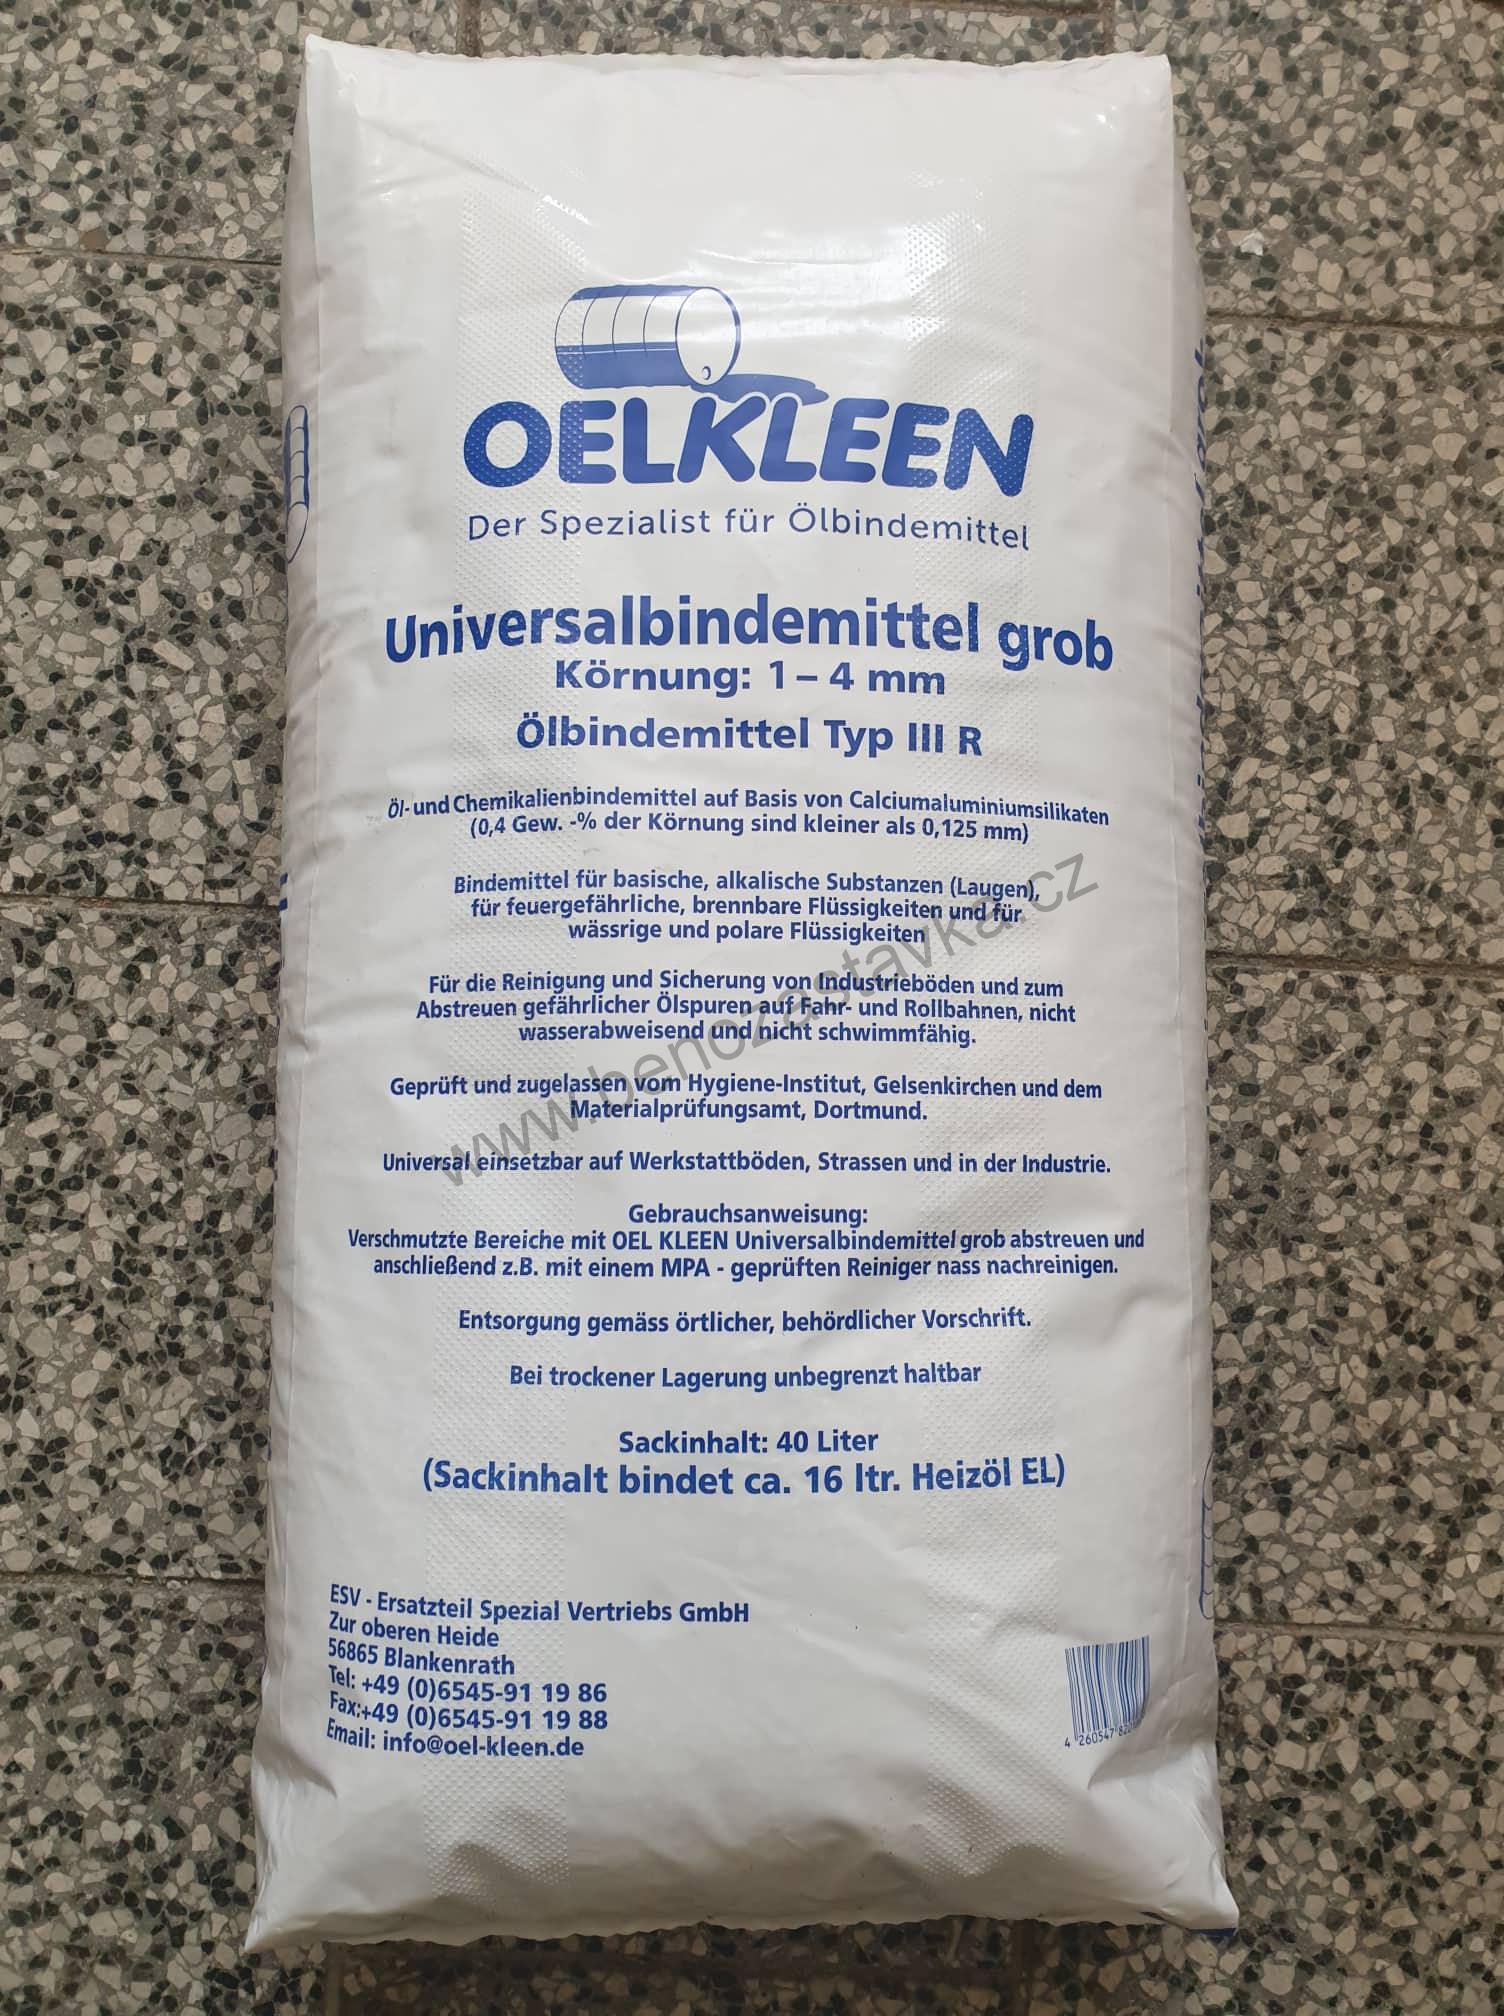 OELKLEEN
Der Spezialist für Ölbindemittel
Universalbindemittel grob
Körnung: 1 – 4 mm
Ölbindemittel Typ III R
Öl- und Chemikalienbindemittel auf Basis von Calciumaluminiumsilikaten
(0,4 Gew. -% der Körnung sind kleiner als 0,125 mm)
Bindemittel für basische, alkalische Substanzen (Laugen),
für feuergefährliche, brennbare Flüssigkeiten und für
wässrige und polare Flüssigkeiten
Für die Reinigung und Sicherung von Industrieböden und zum
Abstreuen gefährlicher Ölspuren auf Fahr- und Rollbahnen, nicht
wasserabweisend und nicht schwimmfähig.
Geprüft und zugelassen vom Hygiene-Institut, Gelsenkirchen und dem
Materialprüfungsamt, Dortmund.
Universal einsetzbar auf Werkstattböden, Strassen und in der Industrie.
Gebrauchsanweisung:
Verschmutzte Bereiche mit OEL KLEEN Universalbindemittel grob abstreuen und
anschließend z.B. mit einem MPA - geprüften Reiniger nass nachreinigen.
Entsorgung gemäss örtlicher, behördlicher Vorschrift.
Bei trockener Lagerung unbegrenzt haltbar
Sackinhalt: 40 Liter
(Sackinhalt bindet ca. 16 ltr. Heizöl EL)
ESV - Ersatzteil Spezial Vertriebs GmbH
Zur oberen Heide
56865 Blankenrath
Tel: +49 (0)6545-91 19 86
Fax:+49 (0)6545-91 19 88
Email: info@oel-kleen.de
4 260547
www.benozastavka.cz